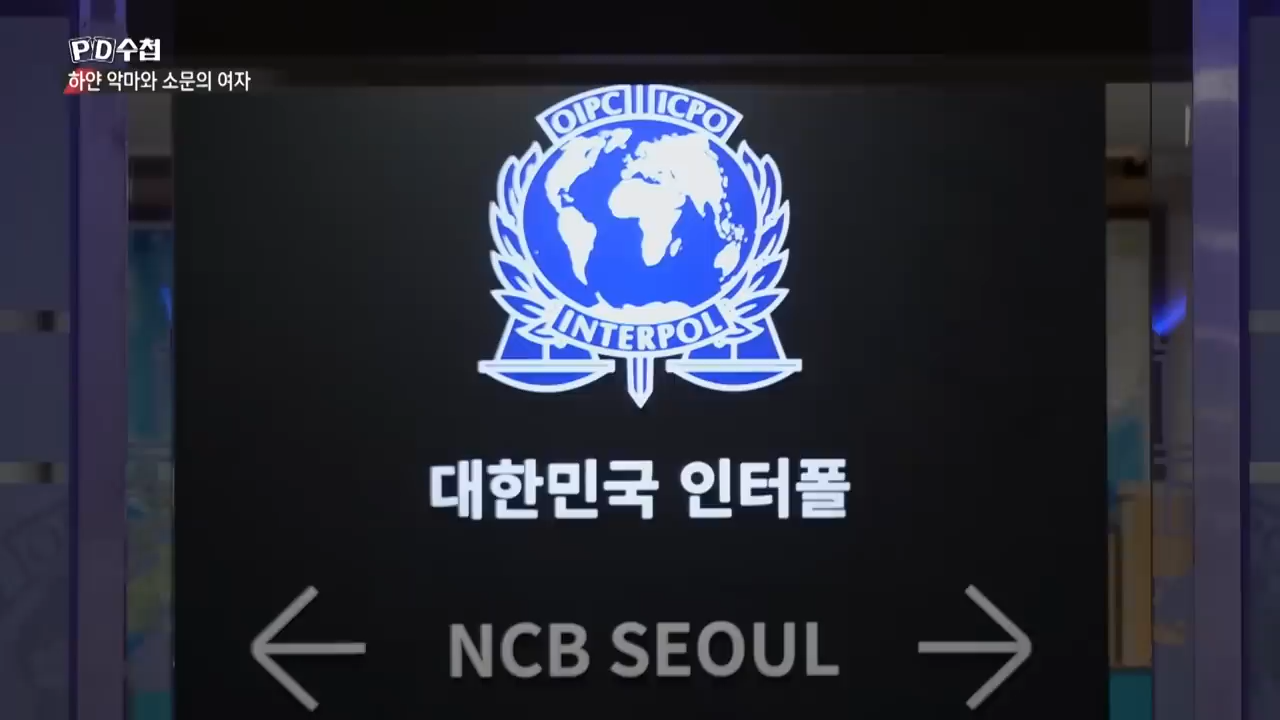 PD수첩
하얀 악마와 소문의 여자
OIPC ICPO
INTERPOL
대한민국 인터폴
NCB SEOUL